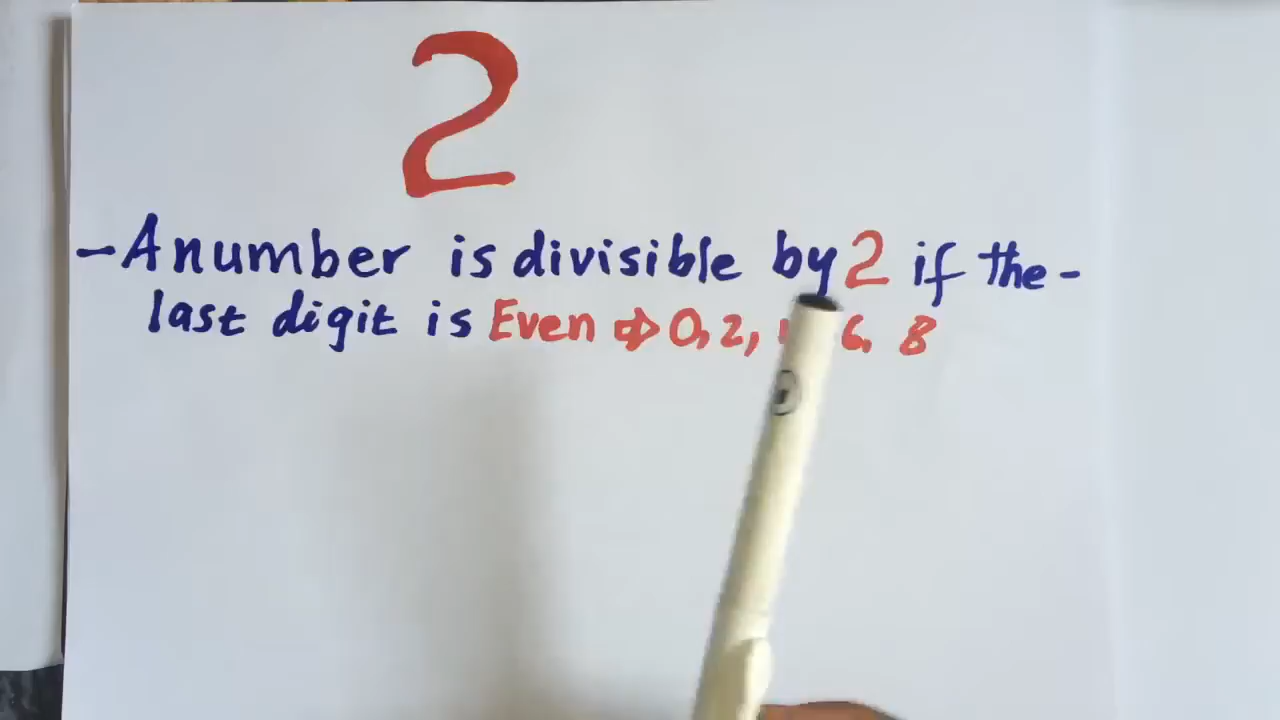 2
- A number is divisible by 2 if the -
last digit is Even ⇨ 0, 2, 6, 8